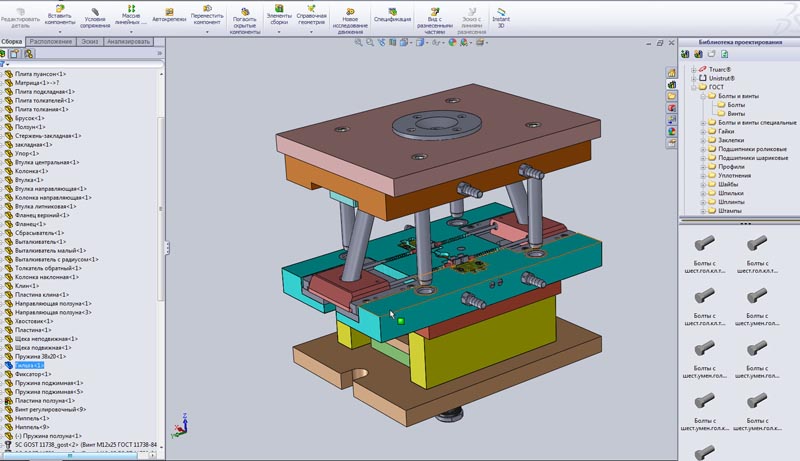 Редактировать деталь
Вставить компоненты
Условия сопряжения
Массив линейных ...
Автокрепежи
Переместить компонент
Погасить скрытые компоненты
Элементы сборки
Справочная геометрия
Новое исследование движения
Спецификация
Вид с разнесенными частями
Эскиз с линиями разнесения
Instant 3D
Сборка
Расположение
Эскиз
Анализировать
Плита пуансон<1>
Матрица<1>->?
Плита подкладная<1>
Плита толкателей<1>
Плита толкания<1>
Брусок<1>
Ползун<1>
Стержень-закладная<1>
закладная<1>
Упор<1>
Втулка центральная<1>
Колонка<1>
Втулка<1>
Втулка направляющая<1>
Колонка направляющая<1>
Втулка литниковая<1>
Фланец верхний<1>
Фланец<1>
Сбрасыватель<1>
Выталкиватель<1>
Выталкиватель малый<1>
Выталкиватель с радиусом<1>
Толкатель обратный<1>
Колонка наклонная<1>
Клин<1>
Пластина клина<1>
Направляющая ползуна<1>
Направляющая ползуна<3>
Хвостовик<1>
Пластина<1>
Щека неподвижная<1>
Щека подвижная<1>
Пружина 38x20<1>
Гильза<1>
Фиксатор<1>
Пружина поджимная<1>
Пружина поджимная<5>
Пластина ползуна<1>
Винт регулировочный<9>
Ниппель<1>
Ниппель<9>
(-) Пружина ползуна<1>
SC GOST 11738_gost<2> (Винт M12x25 ГОСТ 11738-84
Библиотека проектирования
Truarc®
Unistrut®
ГОСТ
Болты и винты
Болты
Винты
Болты и винты специальные
Гайки
Заклепки
Подшипники роликовые
Подшипники шариковые
Профили
Уплотнения
Шайбы
Шпильки
Шплинты
Штампы
Болты с шест.гол.кл.т...
Болты с шест.гол.кл.т...
Болты с шест.гол.кл.т...
Болты с шест.умен.гол....
Болты с шест.умен.гол...
Болты с шест.умен.гол....
Болты с шест.умен.гол.к...
Болты с шест.умен.гол.к...